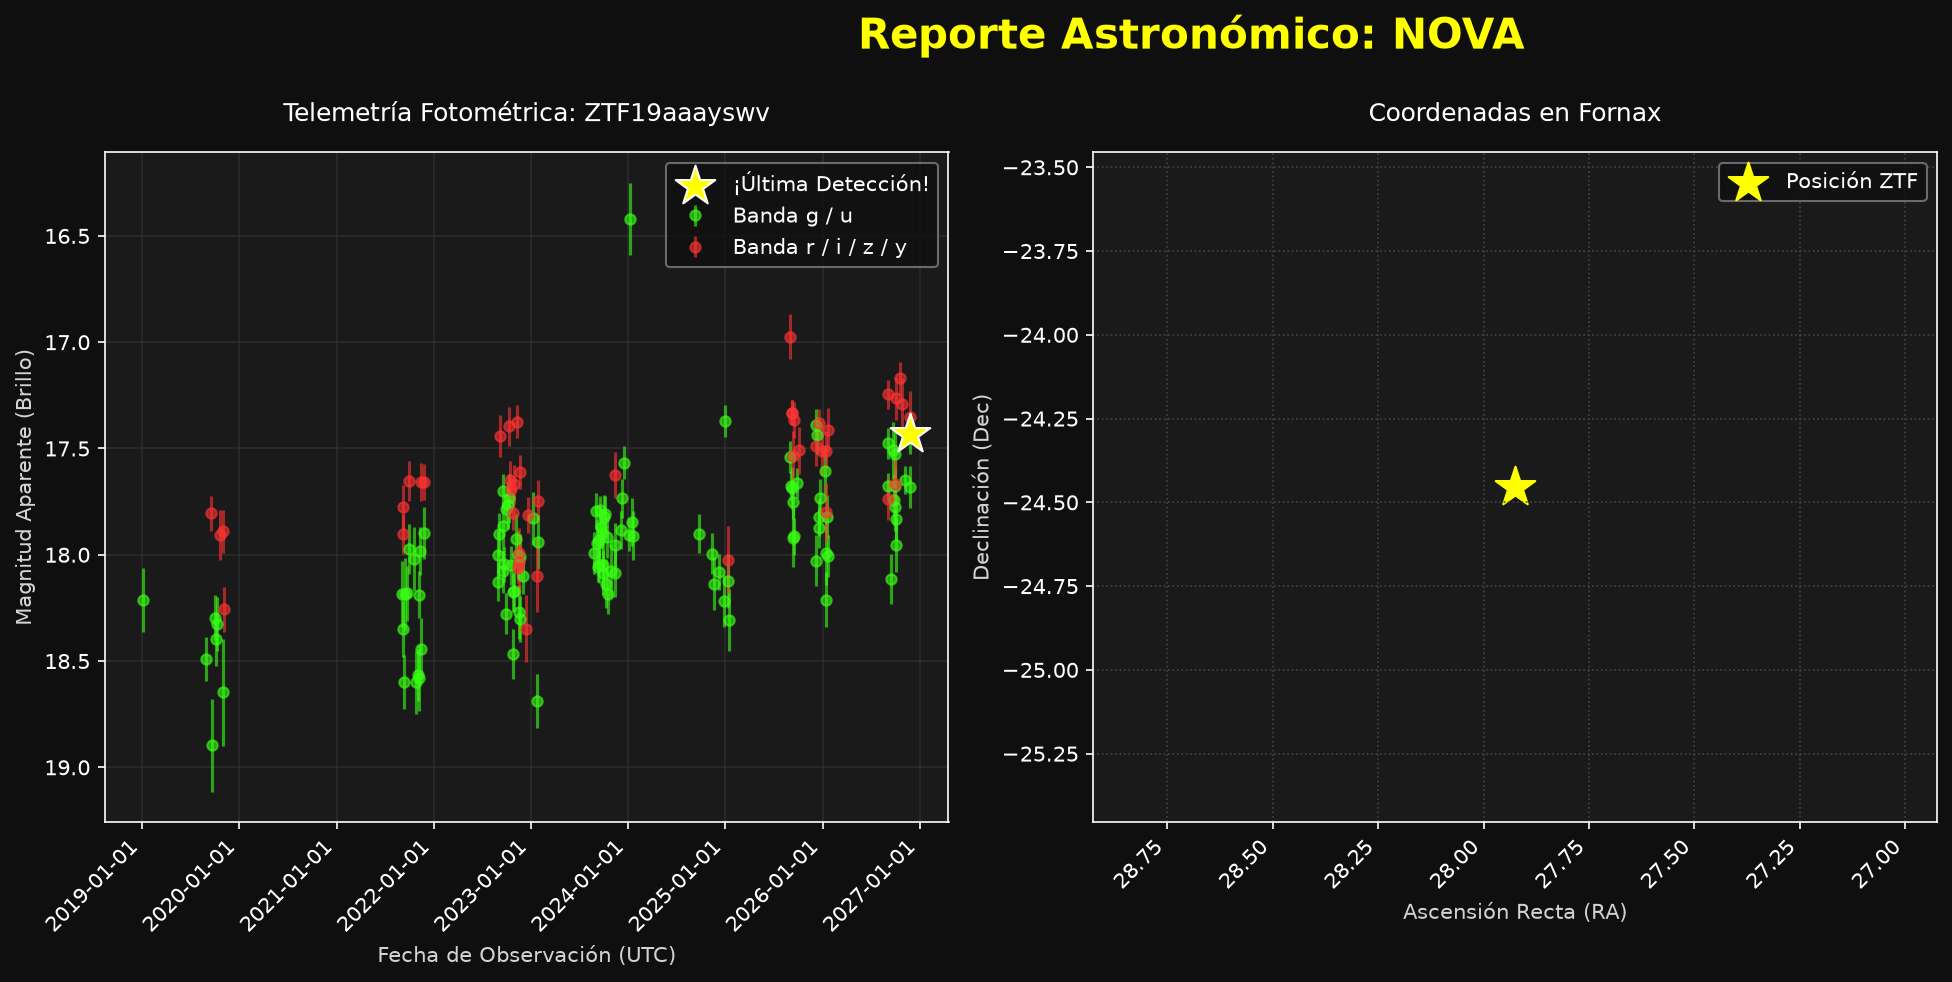 Reporte Astronómico: NOVA
Telemetría Fotométrica: ZTF19aaayswv
¡Última Detección!
Banda g / u
Banda r / i / z / y
16.5
17.0
17.5
18.0
18.5
19.0
Magnitud Aparente (Brillo)
2019-01-01
2020-01-01
2021-01-01
2022-01-01
2023-01-01
2024-01-01
2025-01-01
2026-01-01
2027-01-01
Fecha de Observación (UTC)
Coordenadas en Fornax
Posición ZTF
−23.50
−23.75
−24.00
−24.25
−24.50
−24.75
−25.00
−25.25
Declinación (Dec)
28.75
28.50
28.25
28.00
27.75
27.50
27.25
27.00
Ascensión Recta (RA)